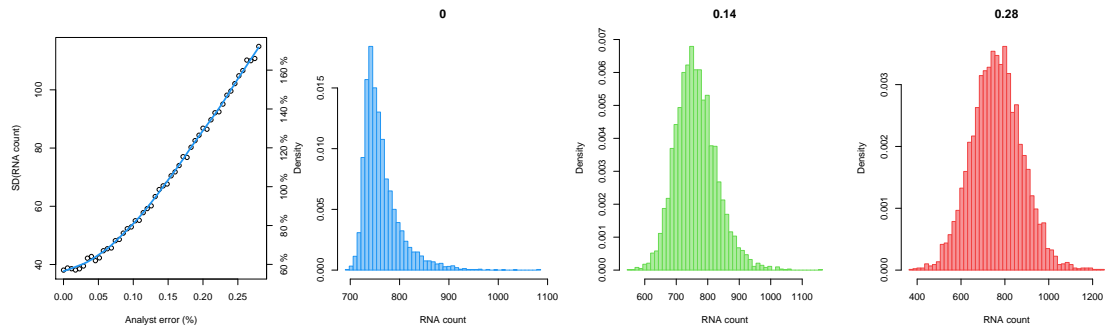 0
0.14
0.28
SD(RNA count)
100
80
60
40
0.00 0.05 0.10 0.15 0.20 0.25
Analyst error (%)
160 %
140 %
120 %
100 %
80 %
60 %
Density
0.015
0.010
0.005
0.000
700 800 900 1000 1100
RNA count
Density
0.007
0.006
0.005
0.004
0.003
0.002
0.001
0.000
600 700 800 900 1000 1100
RNA count
Density
0.003
0.002
0.001
0.000
400 600 800 1000 1200
RNA count